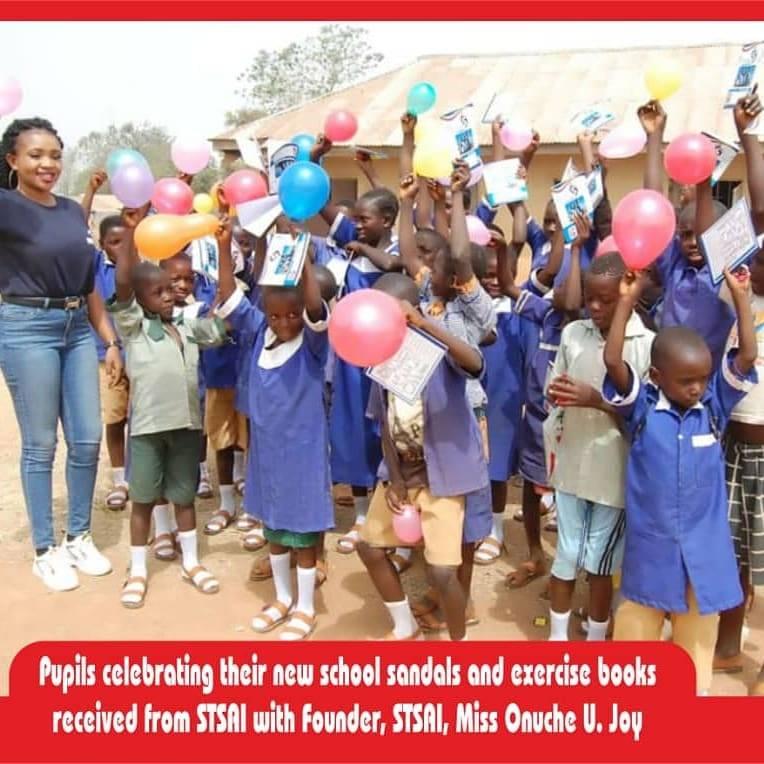 Pupils celebrating their new school sandals and exercise books
received from STSAI with Founder, STSAI, Miss Onuche U. Joy